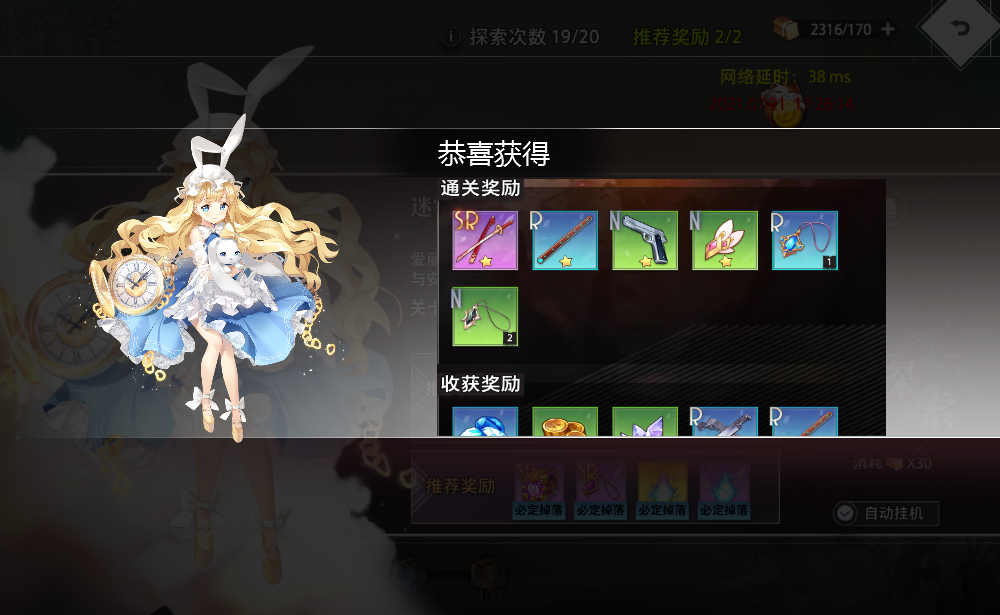 探索次数 19/20
推荐奖励 2/2
2316/170
网络延时：38 ms
恭喜获得
通关奖励
SR
R
N
N
R
1
N
2
收获奖励
R
R
推荐奖励
SR
SR
必定掉落
必定掉落
必定掉落
必定掉落
消耗
X30
自动挂机
100